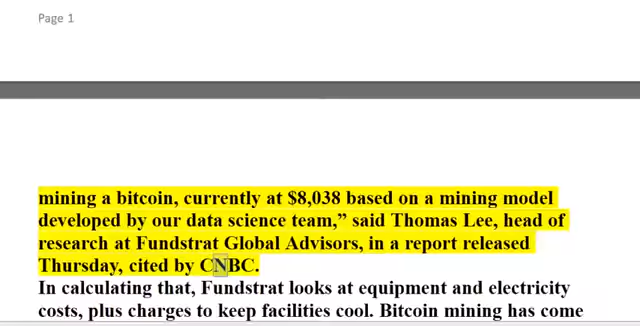 Page 1
mining a bitcoin, currently at $8,038 based on a mining model
developed by our data science team,” said Thomas Lee, head of
research at Fundstrat Global Advisors, in a report released
Thursday, cited by CNBC.
In calculating that, Fundstrat looks at equipment and electricity
costs, plus charges to keep facilities cool. Bitcoin mining has come